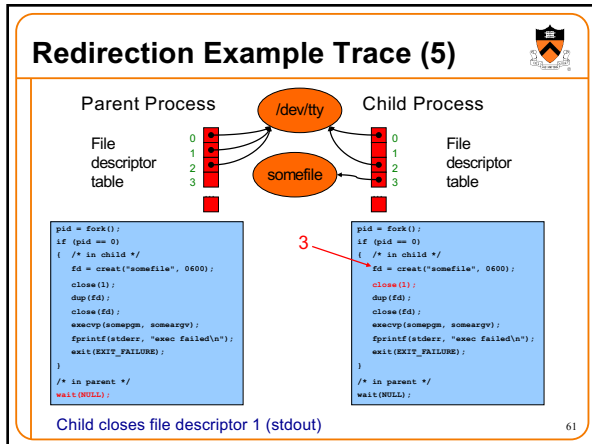 Redirection Example Trace (5)
Parent Process
/dev/tty
Child Process
File
descriptor
table
0
1
2
3
somefile
0
1
2
3
File
descriptor
table
pid = fork();
if (pid == 0)
{ /* in child */
fd = creat("somefile", 0600);
close(1);
dup(fd);
close(fd);
execvp(somepgm, someargv);
fprintf(stderr, "exec failed\n");
exit(EXIT_FAILURE);
}
/* in parent */
wait(NULL);
3
pid = fork();
if (pid == 0)
{ /* in child */
fd = creat("somefile", 0600);
close(1);
dup(fd);
close(fd);
execvp(somepgm, someargv);
fprintf(stderr, "exec failed\n");
exit(EXIT_FAILURE);
}
/* in parent */
wait(NULL);
Child closes file descriptor 1 (stdout)
61